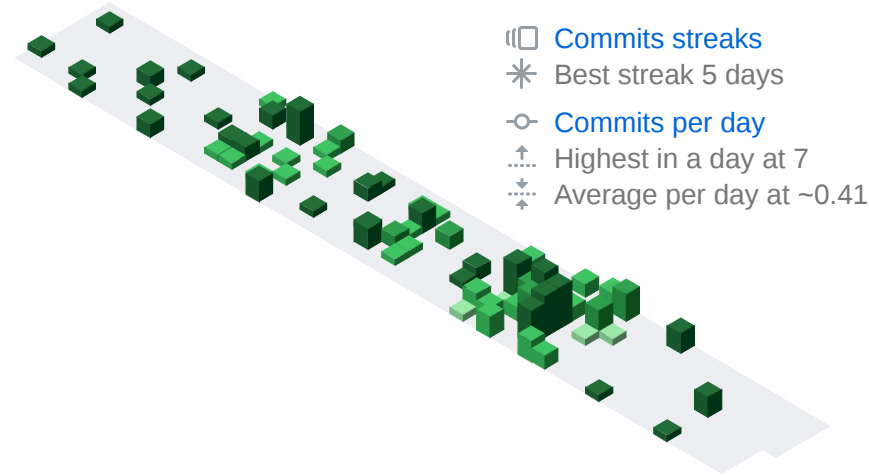 Commits streaks
Best streak 5 days
Commits per day
Highest in a day at 7
Average per day at ~0.41